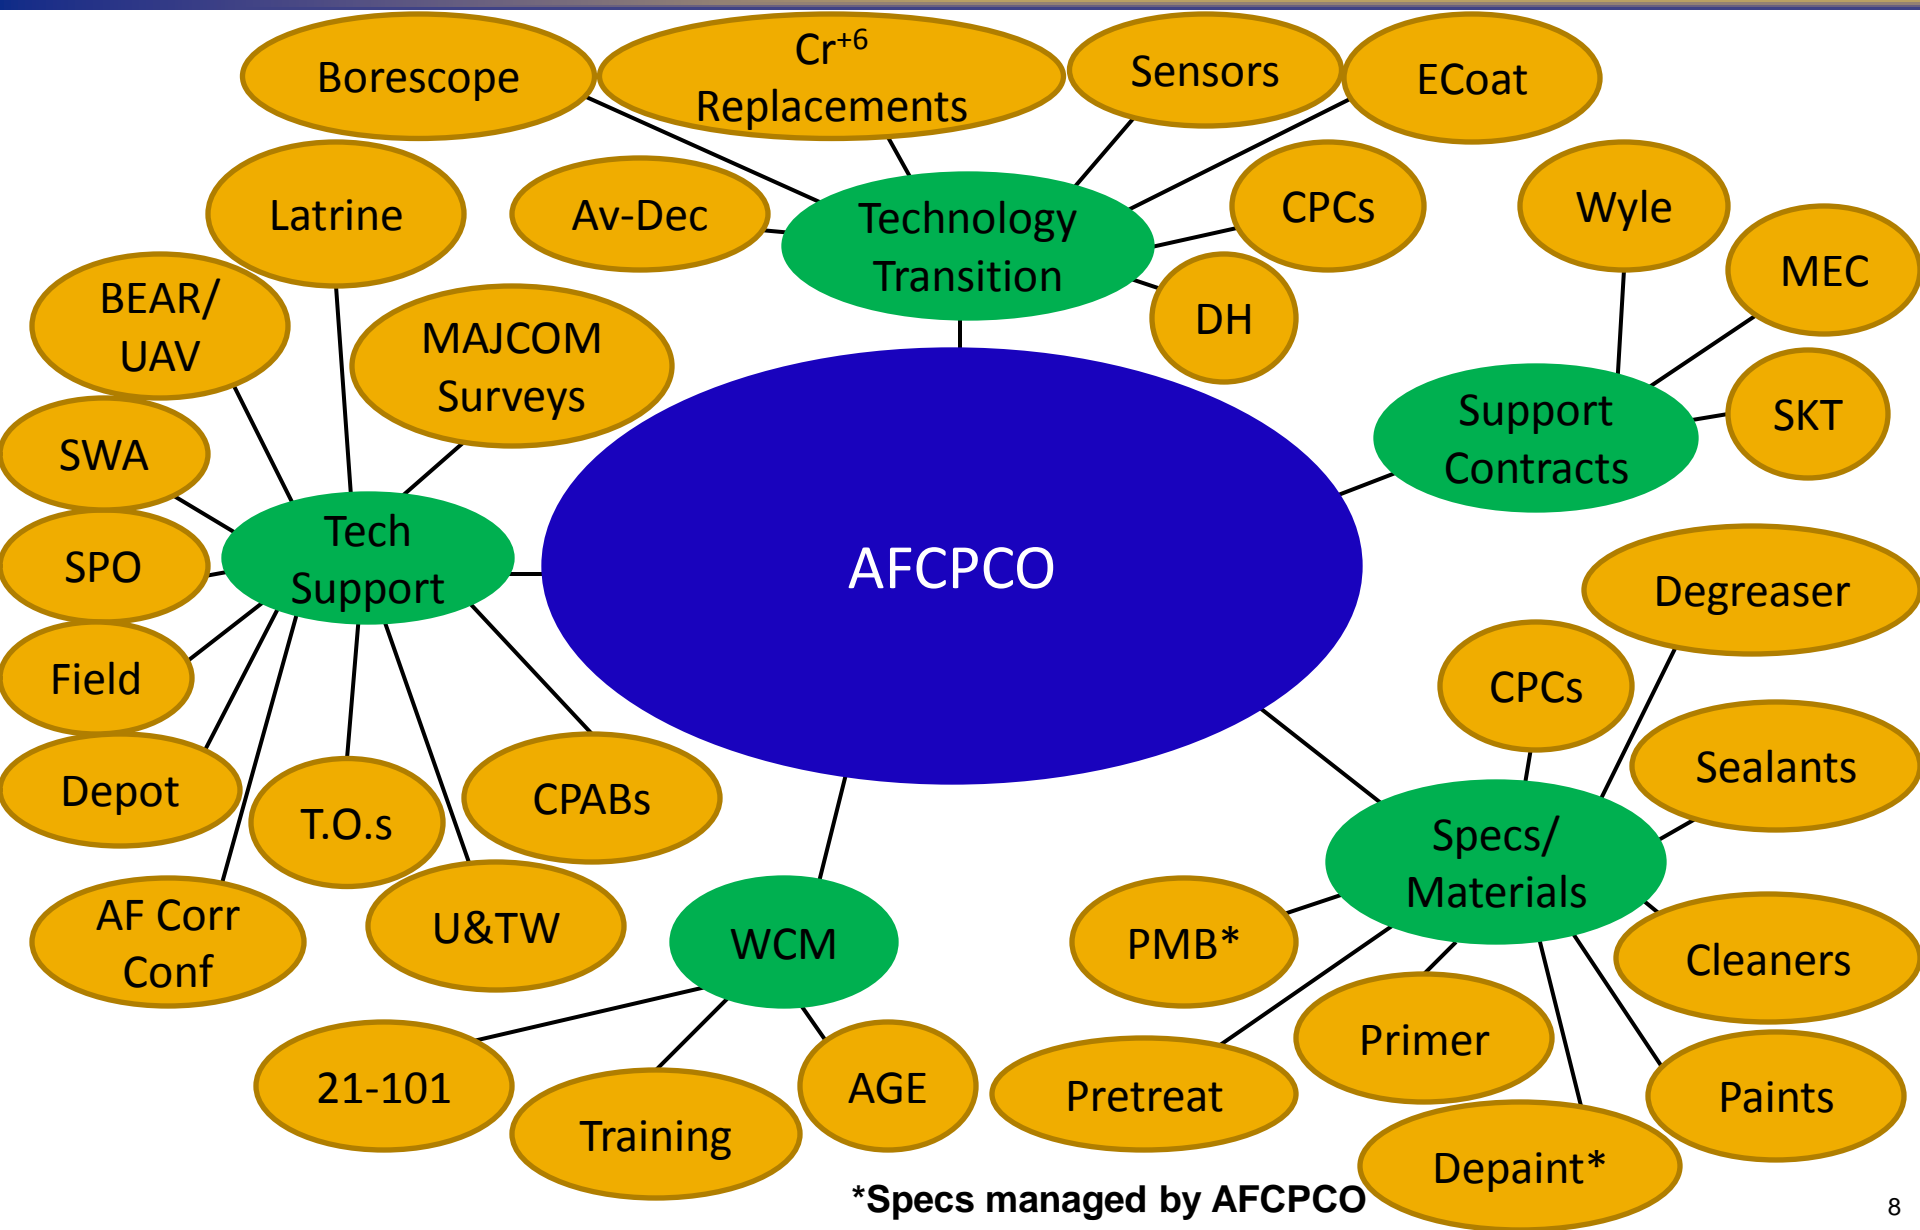 Borescope
Cr+6
Replacements
Sensors
ECoat
Latrine
Av-Dec
Technology
Transition
CPCs
Wyle
MEC
BEAR/
UAV
MAJCOM
Surveys
DH
Support
Contracts
SKT
SWA
Tech
Support
SPO
AFCPCO
Degreaser
Field
CPCs
Depot
T.O.s
CPABs
Sealants
Specs/
Materials
AF Corr
Conf
U&TW
WCM
PMB*
Cleaners
21-101
Training
AGE
Pretreat
Primer
Paints
Depaint*
*Specs managed by AFCPCO
8